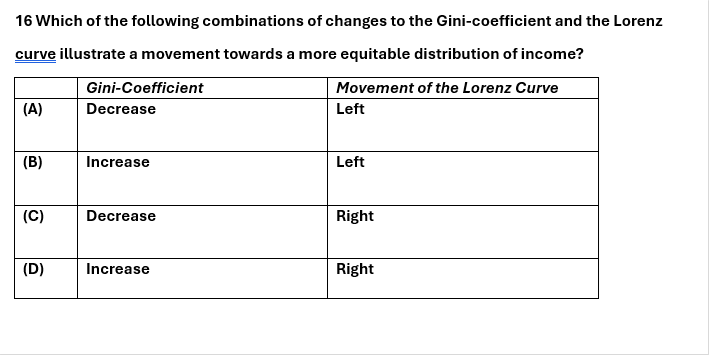 16 Which of the following combinations of changes to the Gini-coefficient and the Lorenz
curve illustrate a movement towards a more equitable distribution of income?
Gini-Coefficient Movement of the Lorenz Curve
(A) Decrease Left
(B) Increase Left
(C) Decrease Right
(D) Increase Right